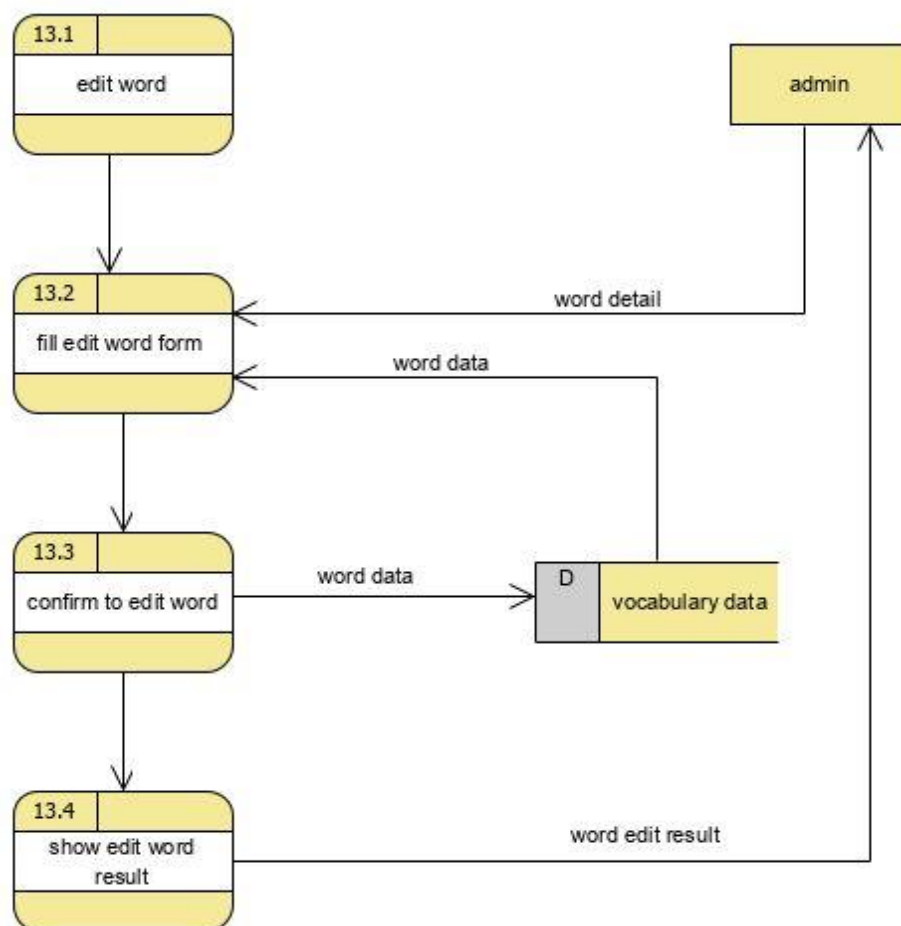 13.1
edit word
admin
13.2
word detail
fill edit word form
word data
13.3
word data
D
confirm to edit word
vocabulary data
13.4
word edit result
show edit word
result